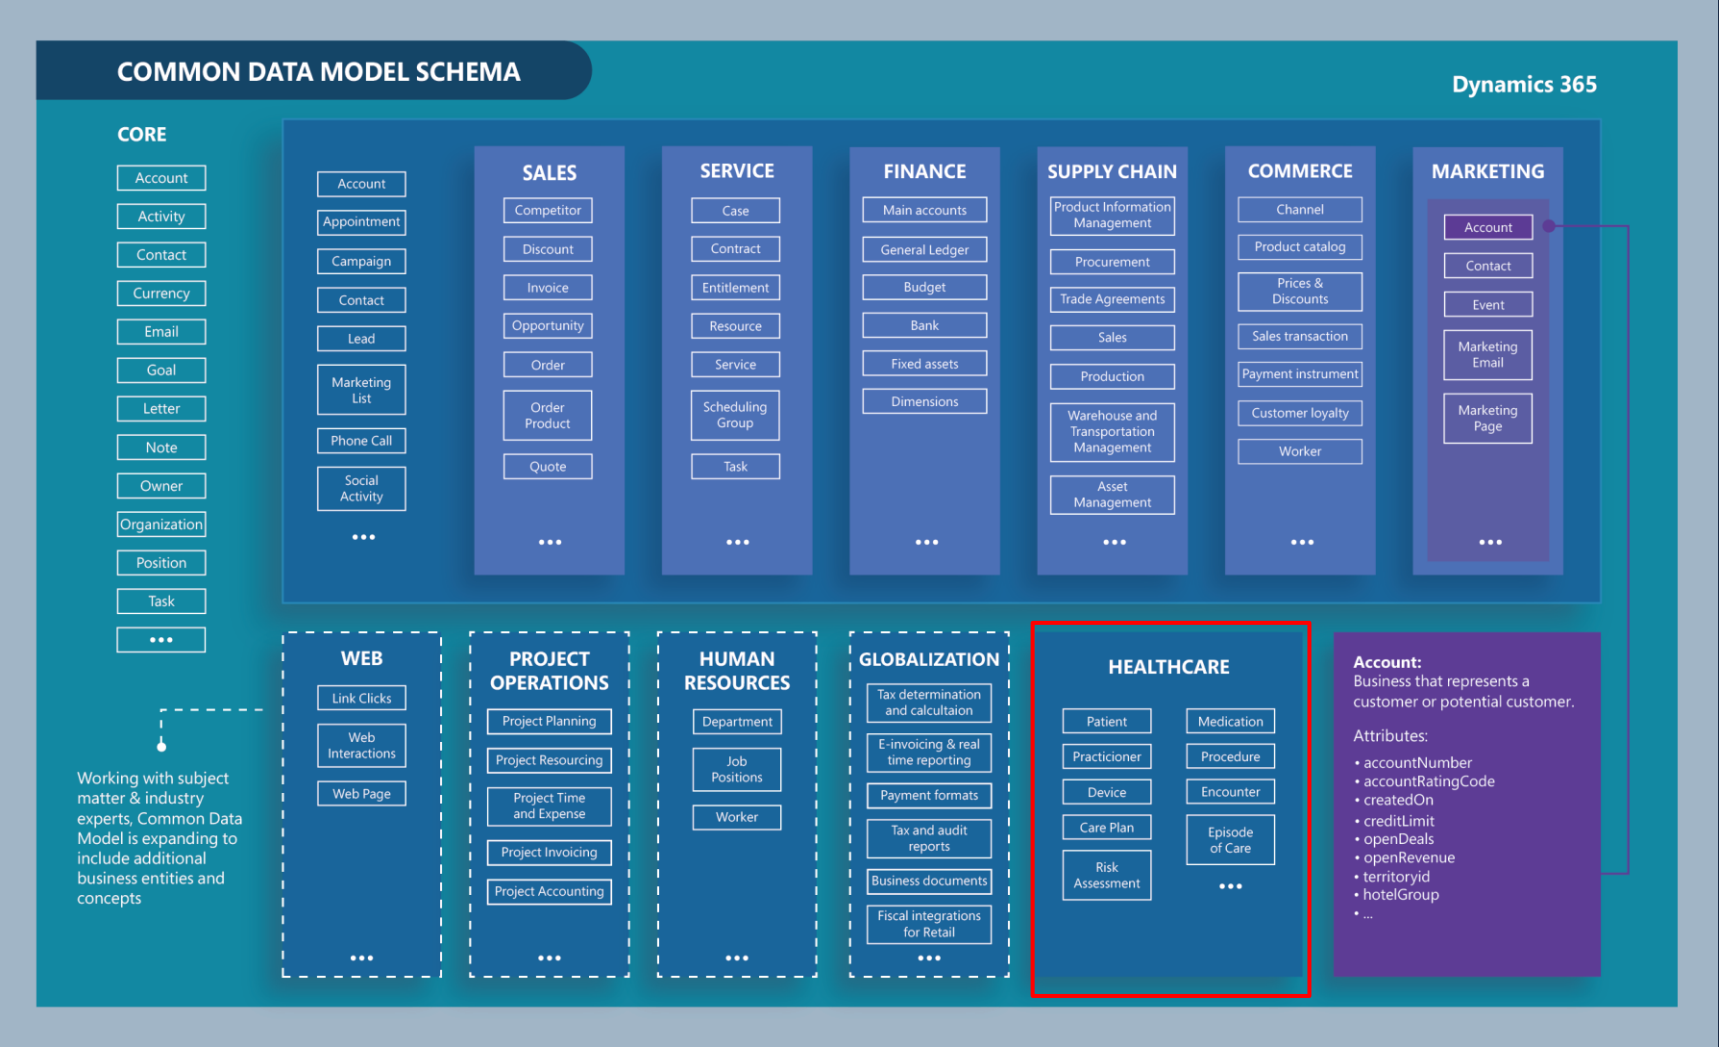 COMMON DATA MODEL SCHEMA
Dynamics 365
CORE
Account
Activity
Contact
Currency
Email
Goal
Letter
Note
Owner
Organization
Position
Task
...
Working with subject
matter & industry
experts, Common Data
Model is expanding to
include additional
business entities and
concepts
Account
Appointment
Campaign
Contact
Lead
Marketing
List
Phone Call
Social
Activity
...
SALES
Competitor
Discount
Invoice
Opportunity
Order
Order
Product
Quote
...
SERVICE
Case
Contract
Entitlement
Resource
Service
Scheduling
Group
Task
...
FINANCE
Main accounts
General Ledger
Budget
Bank
Fixed assets
Dimensions
...
SUPPLY CHAIN
Product Information
Management
Procurement
Trade Agreements
Sales
Production
Warehouse and
Transportation
Management
Asset
Management
...
COMMERCE
Channel
Product catalog
Prices &
Discounts
Sales transaction
Payment instrument
Customer loyalty
Worker
...
MARKETING
Account
Contact
Event
Marketing
Email
Marketing
Page
...
WEB
Link Clicks
Web
Interactions
Web Page
...
PROJECT
OPERATIONS
Project Planning
Project Resourcing
Project Time
and Expense
Project Invoicing
Project Accounting
...
HUMAN
RESOURCES
Department
Job
Positions
Worker
...
GLOBALIZATION
Tax determination
and calcultaion
E-invoicing & real
time reporting
Payment formats
Tax and audit
reports
Business documents
Fiscal integrations
for Retail
...
HEALTHCARE
Patient
Practicioner
Device
Care Plan
Risk
Assessment
Medication
Procedure
Encounter
Episode
of Care
...
Account:
Business that represents a
customer or potential customer.
Attributes:
• accountNumber
• accountRatingCode
• createdOn
• creditLimit
• openDeals
• openRevenue
• territoryid
• hotelGroup
• ...